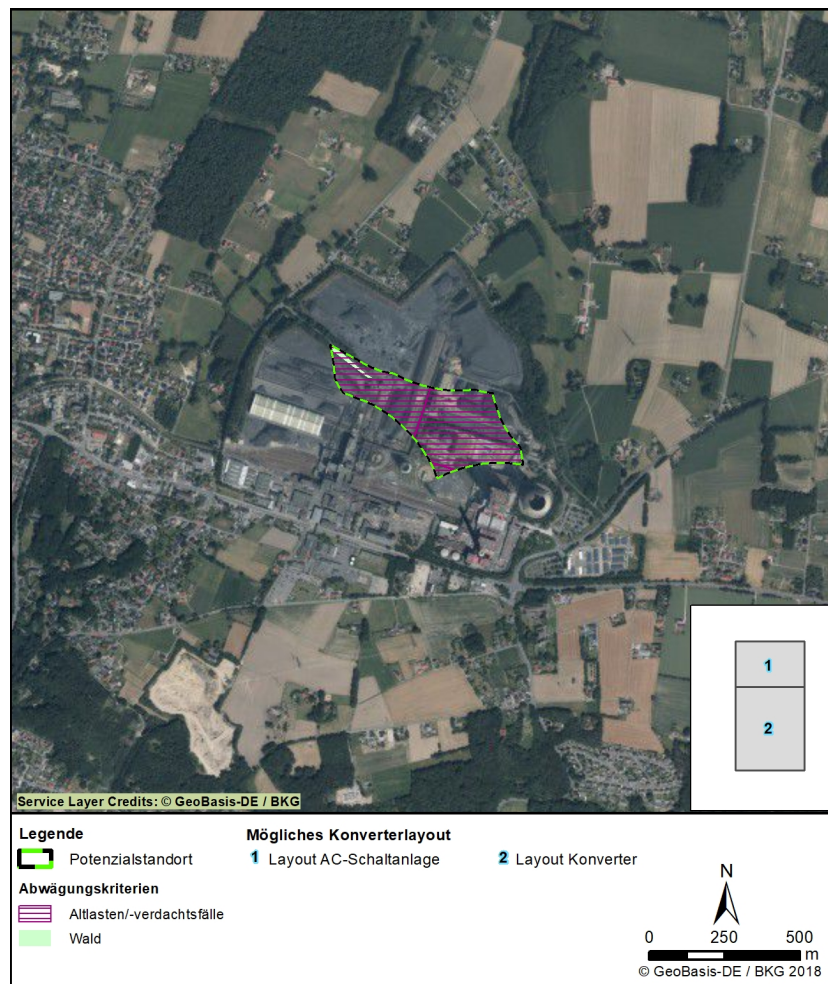 1
2
Service Layer Credits: © GeoBasis-DE / BKG
Legende
Potenzialstandort
Mögliches Konverterlayout
1 Layout AC-Schaltanlage
2 Layout Konverter
Abwägungskriterien
Altlasten/-verdachtsfälle
Wald
N
0 250 500
m
© GeoBasis-DE / BKG 2018